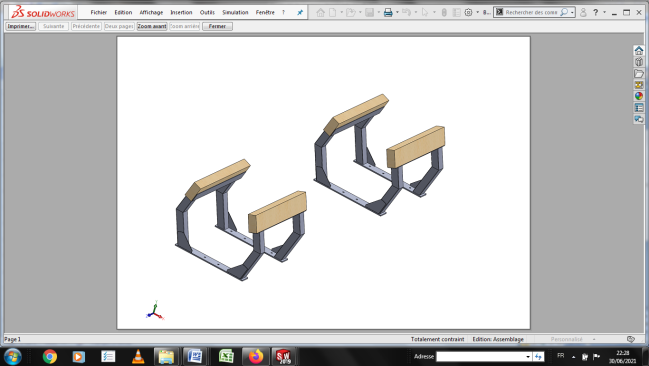 SOLIDWORKS Fichier Edition Affichage Insertion Outils Simulation Fenêtre ? Rechercher des comm ?
Imprimer... Suivante Précédente Deux pages Zoom avant Zoom arrière Fermer
Page 1 Totalement contraint Edition: Assemblage Personnalisé
Adresse FR 22:28
30/06/2021